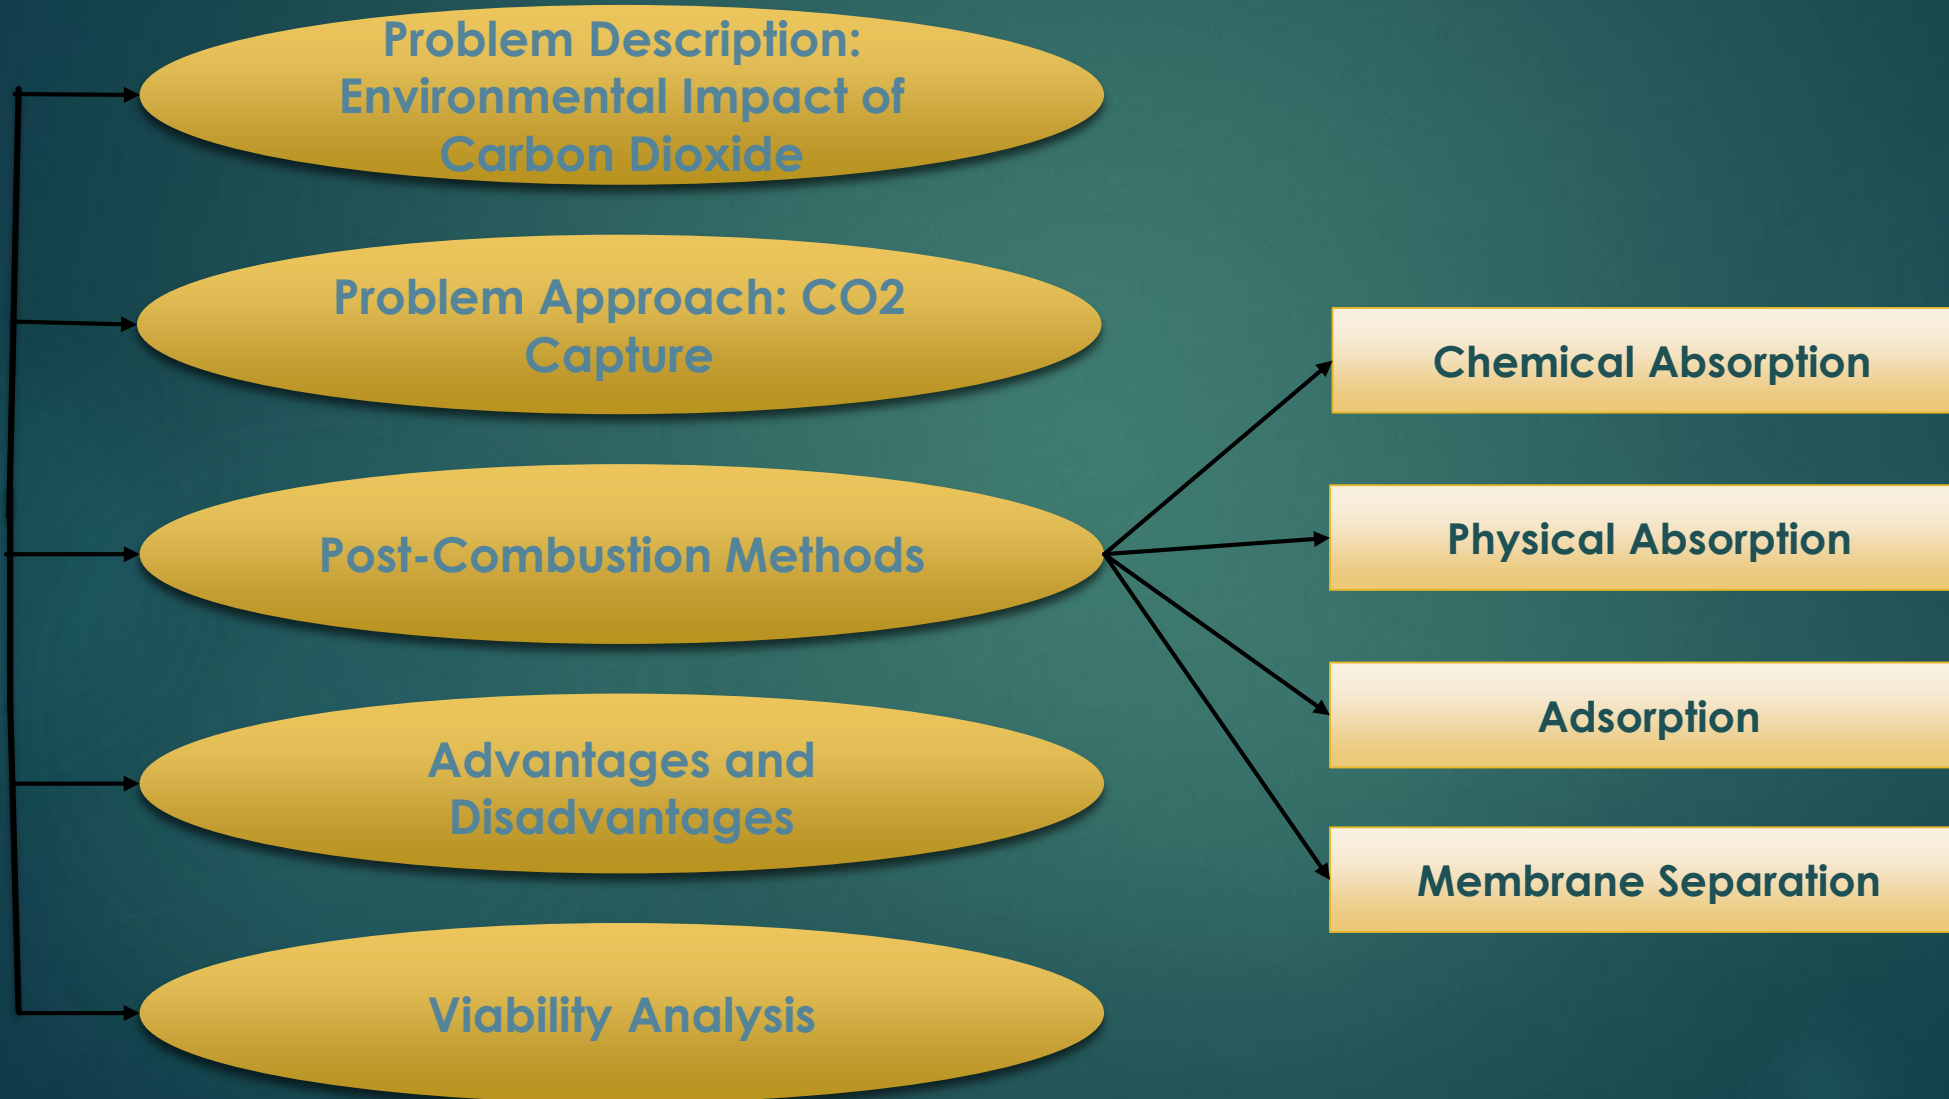 Problem Description:
Environmental Impact of
Carbon Dioxide
Problem Approach: CO2
Capture
Post-Combustion Methods
Advantages and
Disadvantages
Viability Analysis
Chemical Absorption
Physical Absorption
Adsorption
Membrane Separation